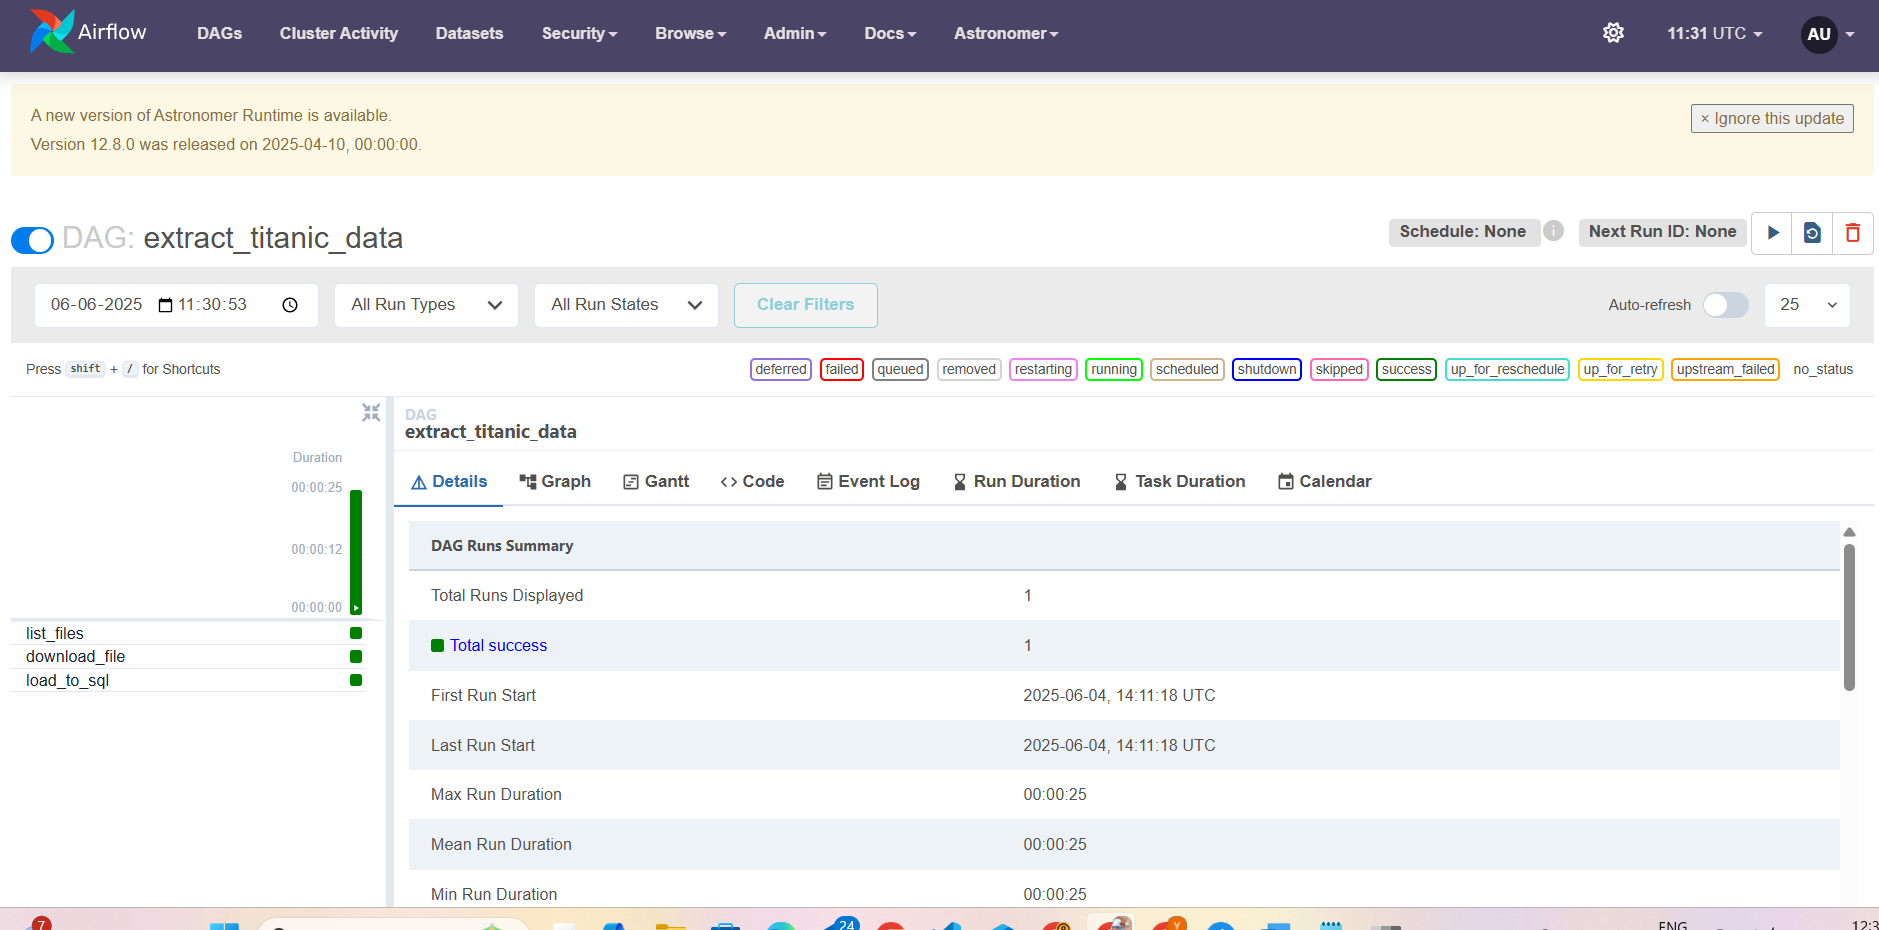 Airflow DAGs Cluster Activity Datasets Security Browse Admin Docs Astronomer 11:31 UTC AU
A new version of Astronomer Runtime is available.
× Ignore this update
Version 12.8.0 was released on 2025-04-10, 00:00:00.
DAG: extract_titanic_data Schedule: None i Next Run ID: None
06-06-2025 11:30:53 All Run Types All Run States Clear Filters Auto-refresh 25
Press shift + / for Shortcuts deferred failed queued removed restarting running scheduled shutdown skipped success up_for_reschedule up_for_retry upstream_failed no_status
Duration
00:00:25
00:00:12
00:00:00
list_files
download_file
load_to_sql
DAG
extract_titanic_data
Details Graph Gantt Code Event Log Run Duration Task Duration Calendar
DAG Runs Summary
Total Runs Displayed 1
Total success 1
First Run Start 2025-06-04, 14:11:18 UTC
Last Run Start 2025-06-04, 14:11:18 UTC
Max Run Duration 00:00:25
Mean Run Duration 00:00:25
Min Run Duration 00:00:25
7 24 Y ENG